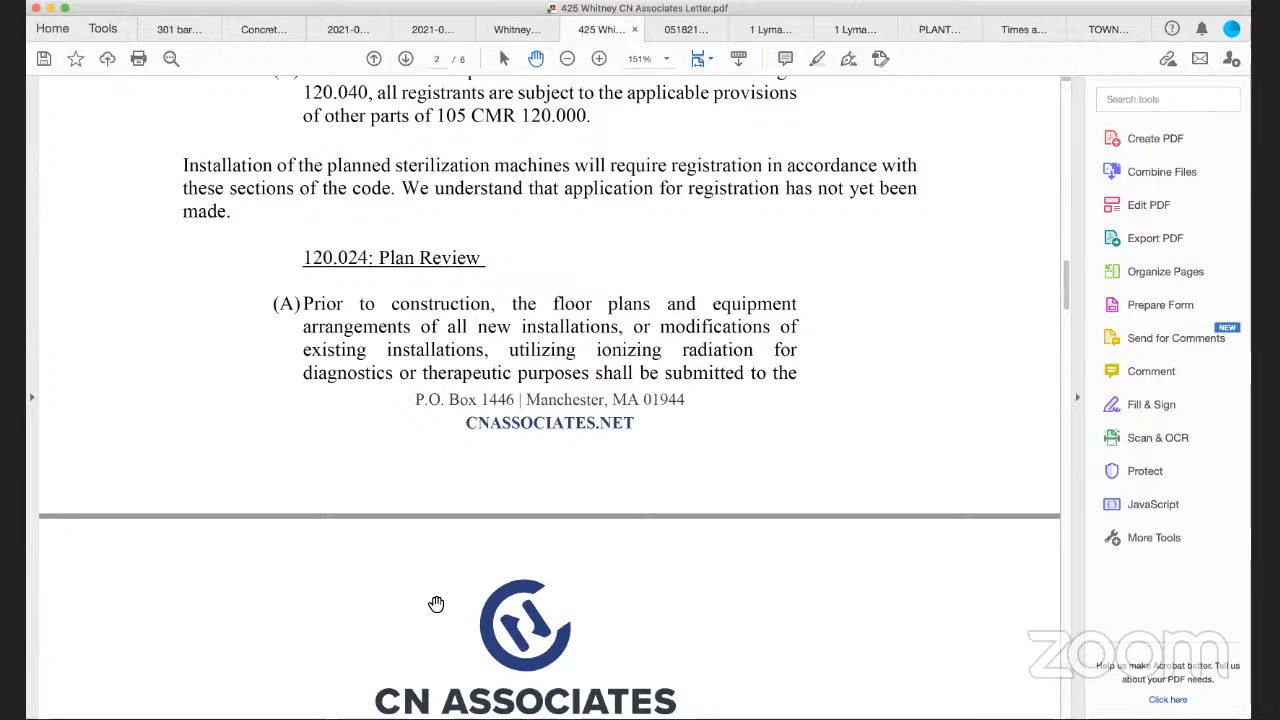 425 Whitney CN Associates Letter.pdf
Home Tools 301 bar... Concret... 2021-0... 2021-0... Whitney... 425 Whi... × 051821... 1 Lyma... 1 Lyma... PLANT... Times a... TOWN...
2 / 6 151%
120.040, all registrants are subject to the applicable provisions
of other parts of 105 CMR 120.000.
Installation of the planned sterilization machines will require registration in accordance with
these sections of the code. We understand that application for registration has not yet been
made.
120.024: Plan Review
(A) Prior to construction, the floor plans and equipment
arrangements of all new installations, or modifications of
existing installations, utilizing ionizing radiation for
diagnostics or therapeutic purposes shall be submitted to the
P.O. Box 1446 | Manchester, MA 01944
CNASSOCIATES.NET
CN ASSOCIATES
Search tools
Create PDF
Combine Files
Edit PDF
Export PDF
Organize Pages
Prepare Form
NEW
Send for Comments
Comment
Fill & Sign
Scan & OCR
Protect
JavaScript
More Tools
zoom
Help us make Acrobat better. Tell us
about your PDF needs.
Click here